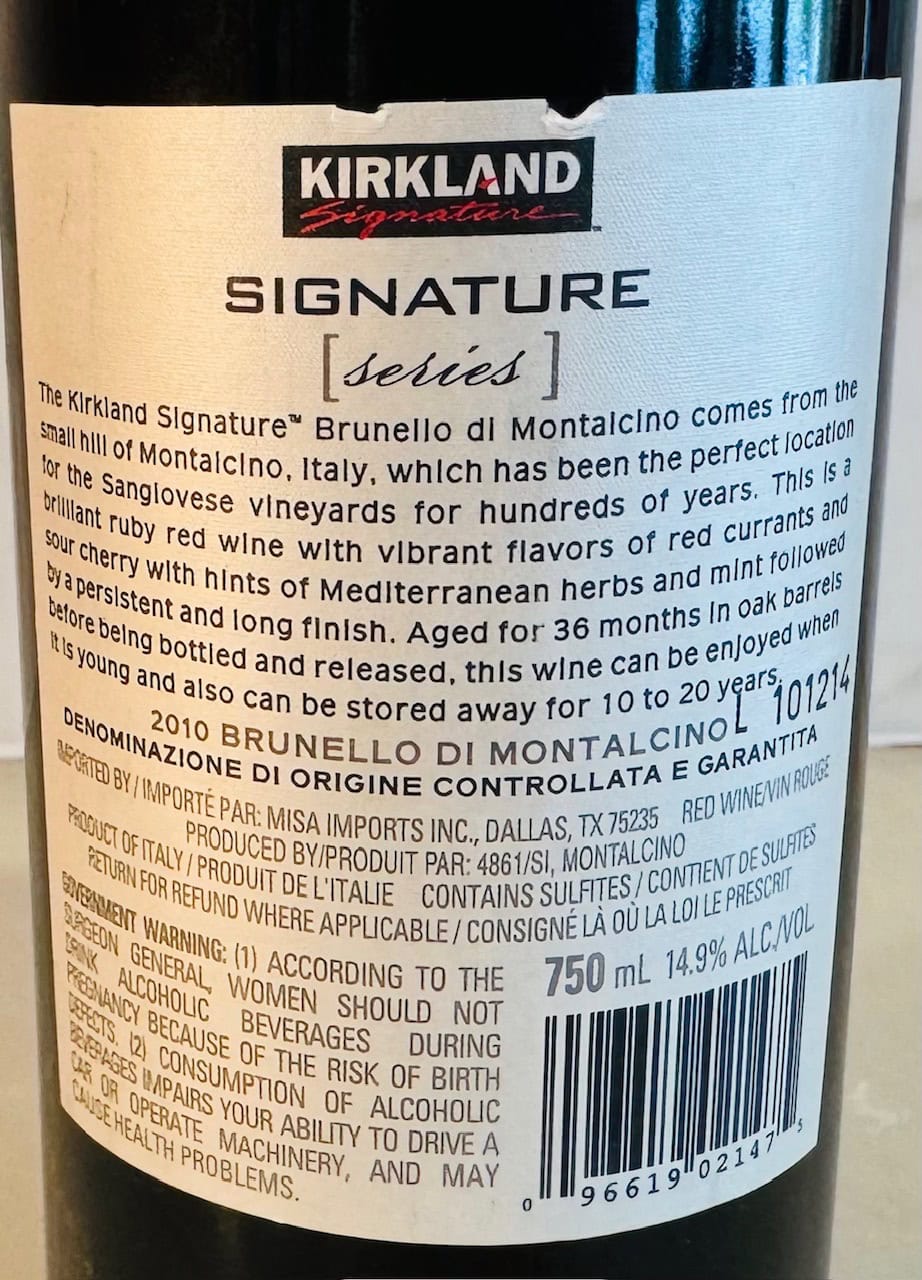 KIRKLAND
Signature™
SIGNATURE
[series]
The Kirkland Signature™ Brunello di Montalcino comes from the
small hill of Montalcino, Italy, which has been the perfect location
for the Sangiovese vineyards for hundreds of years. This is a
brilliant ruby red wine with vibrant flavors of red currants and
sour cherry with hints of Mediterranean herbs and mint followed
by a persistent and long finish. Aged for 36 months in oak barrels
before being bottled and released, this wine can be enjoyed when
it is young and also can be stored away for 10 to 20 years.
L 101214
2010 BRUNELLO DI MONTALCINO
DENOMINAZIONE DI ORIGINE CONTROLLATA E GARANTITA
IMPORTED BY / IMPORTÉ PAR: MISA IMPORTS INC., DALLAS, TX 75235 RED WINE/VIN ROUGE
PRODUCED BY/PRODUIT PAR: 4861/SI, MONTALCINO
PRODUCT OF ITALY / PRODUIT DE L'ITALIE CONTAINS SULFITES / CONTIENT DE SULFITES
RETURN FOR REFUND WHERE APPLICABLE / CONSIGNÉ LÀ OÙ LA LOI LE PRESCRIT
GOVERNMENT WARNING: (1) ACCORDING TO THE
SURGEON GENERAL, WOMEN SHOULD NOT
DRINK ALCOHOLIC BEVERAGES DURING
PREGNANCY BECAUSE OF THE RISK OF BIRTH
DEFECTS. (2) CONSUMPTION OF ALCOHOLIC
BEVERAGES IMPAIRS YOUR ABILITY TO DRIVE A
CAR OR OPERATE MACHINERY, AND MAY
CAUSE HEALTH PROBLEMS.
750 mL 14.9% ALC./VOL
0 96619 02147 5